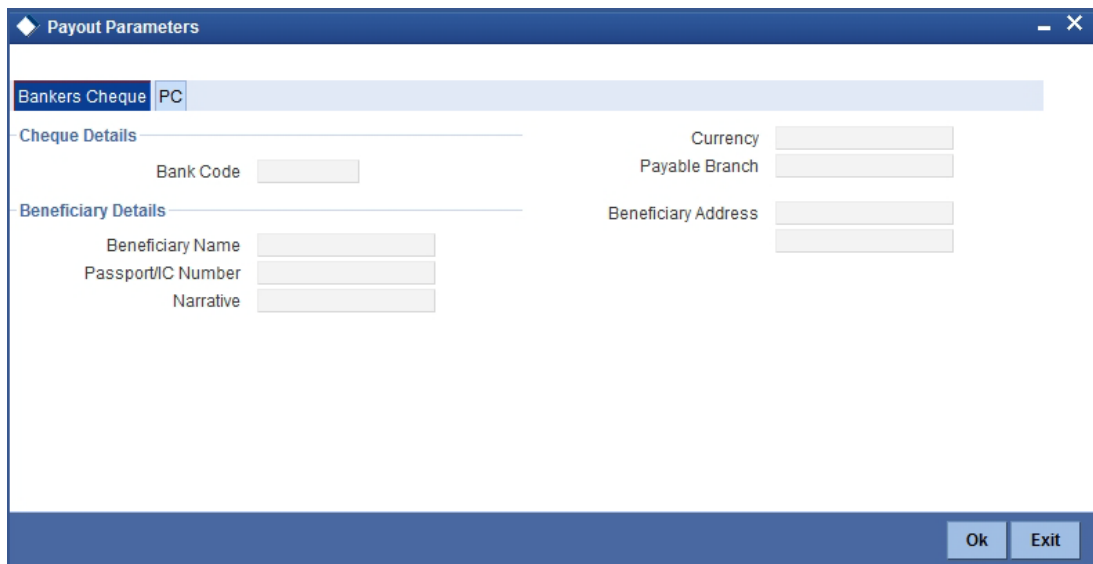 Payout Parameters
Bankers Cheque PC
Cheque Details
Bank Code
Currency
Payable Branch
Beneficiary Details
Beneficiary Name
Passport/IC Number
Narrative
Beneficiary Address
Ok Exit